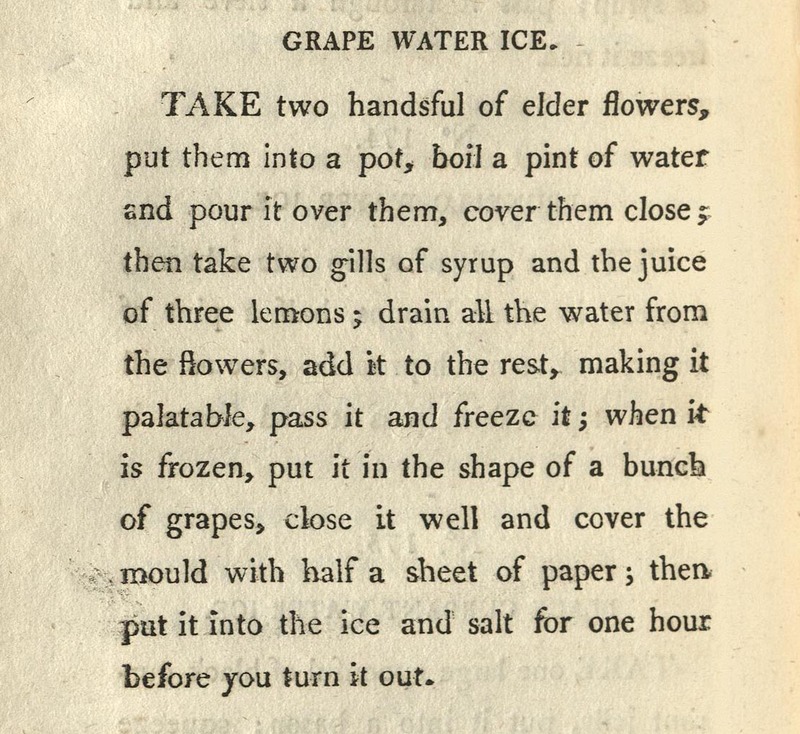 GRAPE WATER ICE.
TAKE two handsful of elder flowers,
put them into a pot, boil a pint of water
and pour it over them, cover them close;
then take two gills of syrup and the juice
of three lemons; drain all the water from
the flowers, add it to the rest, making it
palatable, pass it and freeze it; when it
is frozen, put it in the shape of a bunch
of grapes, close it well and cover the
mould with half a sheet of paper; then
put it into the ice and salt for one hour
before you turn it out.